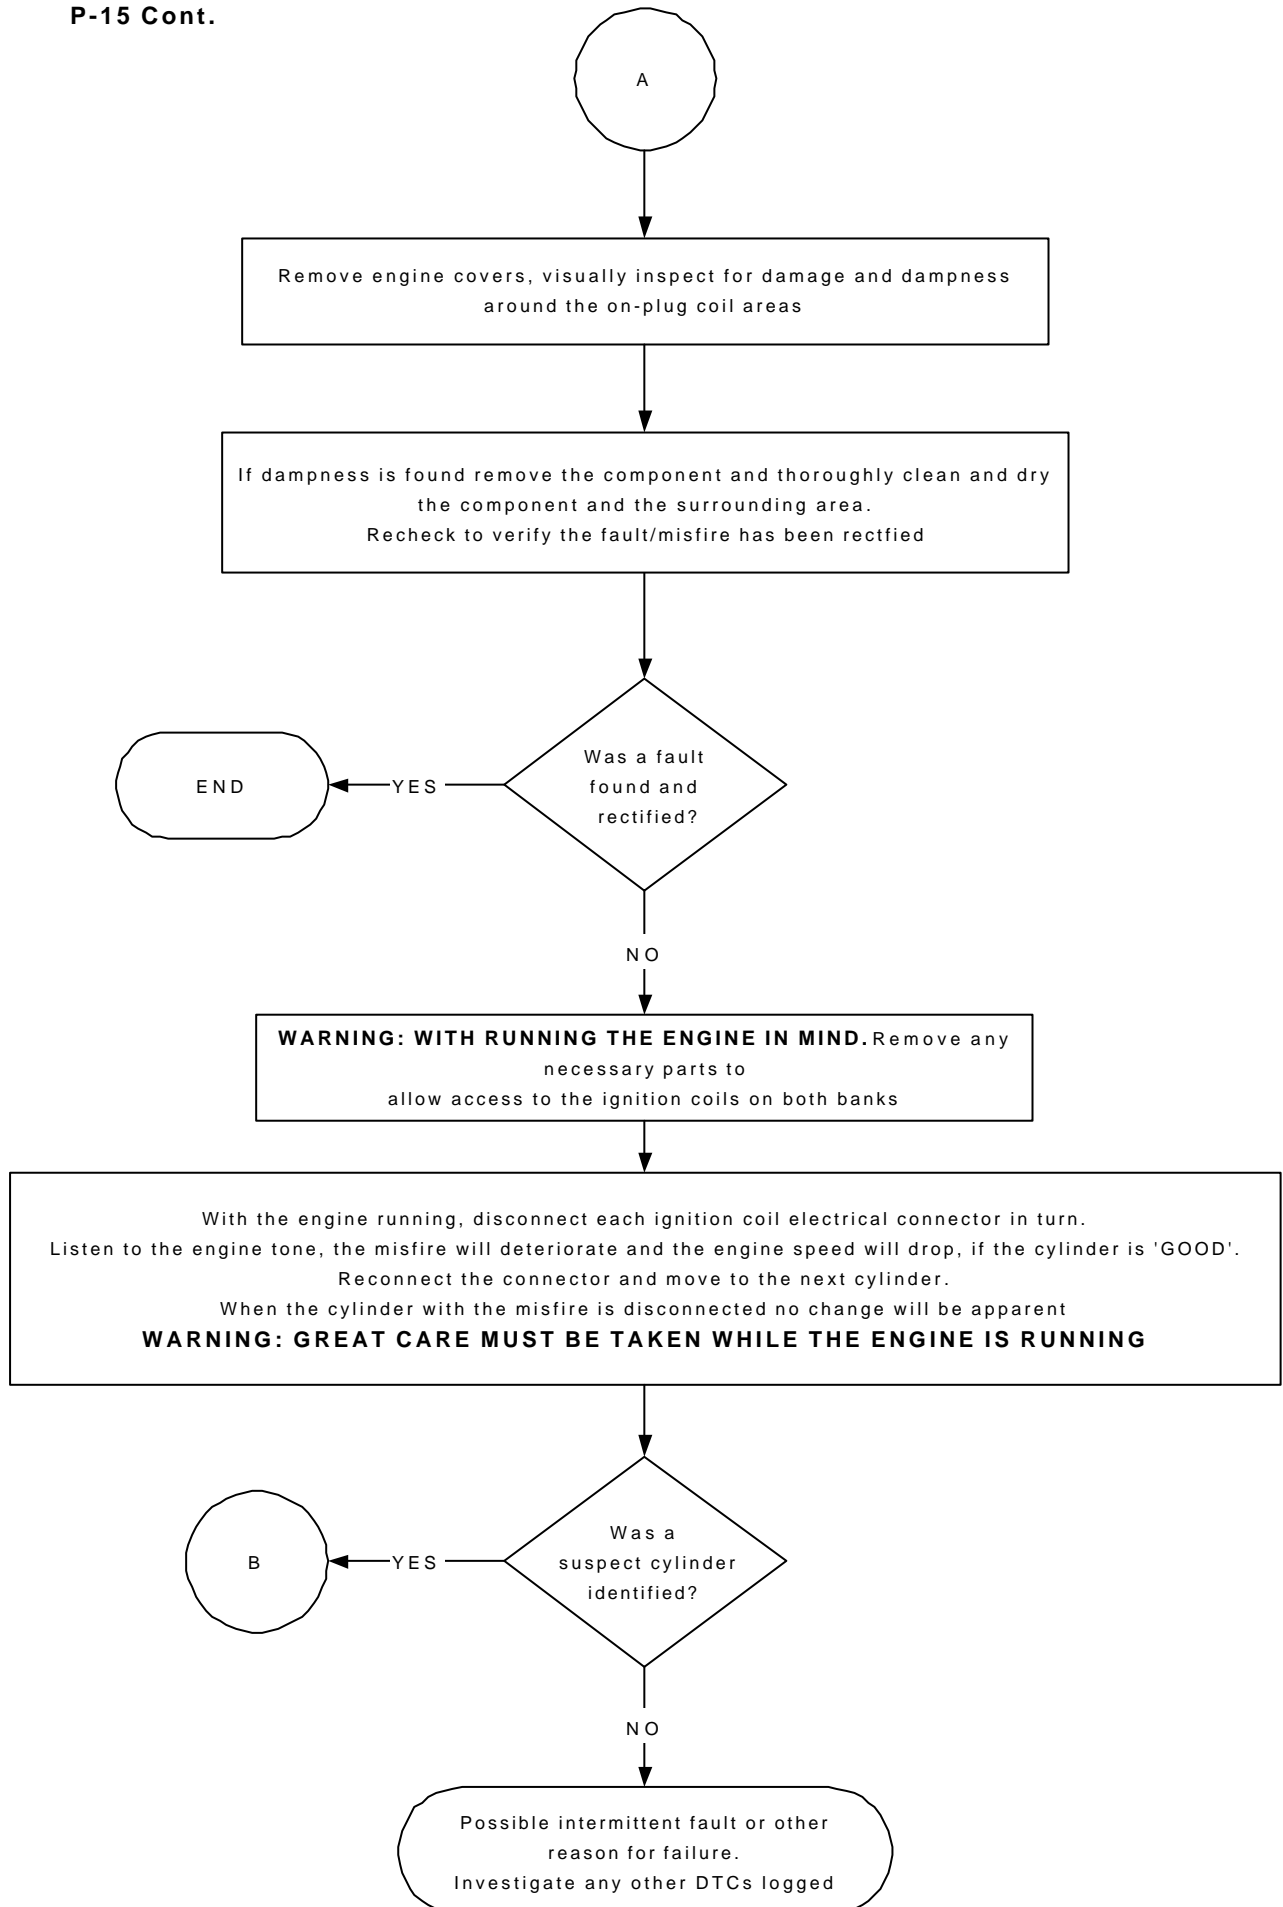 P-15 Cont.
A
Remove engine covers, visually inspect for damage and dampness
around the on-plug coil areas
If dampness is found remove the component and thoroughly clean and dry
the component and the surrounding area.
Recheck to verify the fault/misfire has been rectfied
Was a fault
found and
rectified?
YES
END
NO
WARNING: WITH RUNNING THE ENGINE IN MIND. Remove any
necessary parts to
allow access to the ignition coils on both banks
With the engine running, disconnect each ignition coil electrical connector in turn.
Listen to the engine tone, the misfire will deteriorate and the engine speed will drop, if the cylinder is 'GOOD'.
Reconnect the connector and move to the next cylinder.
When the cylinder with the misfire is disconnected no change will be apparent
WARNING: GREAT CARE MUST BE TAKEN WHILE THE ENGINE IS RUNNING
Was a
suspect cylinder
identified?
YES
B
NO
Possible intermittent fault or other
reason for failure.
Investigate any other DTCs logged